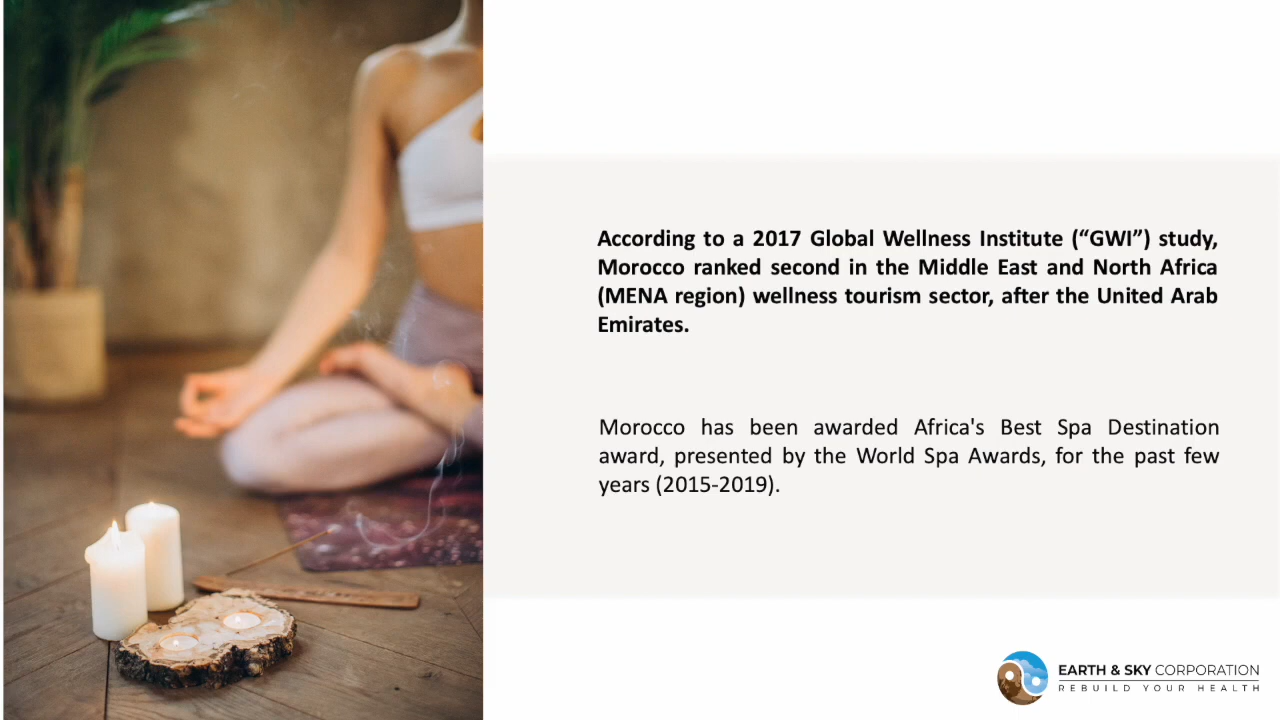 According to a 2017 Global Wellness Institute (“GWI”) study,
Morocco ranked second in the Middle East and North Africa
(MENA region) wellness tourism sector, after the United Arab
Emirates.
Morocco has been awarded Africa's Best Spa Destination
award, presented by the World Spa Awards, for the past few
years (2015-2019).
EARTH & SKY CORPORATION
REBUILD YOUR HEALTH